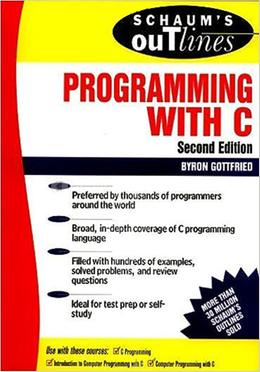 SCHAUM'S
ouTlines
PROGRAMMING
WITH C
Second Edition
BYRON GOTTFRIED
Preferred by thousands of programmers
around the world
Broad, in-depth coverage of C programming
language
Filled with hundreds of examples,
solved problems, and review
questions
Ideal for test prep or self-
study
MORE THAN
30 MILLION
SCHAUM'S
OUTLINES
SOLD
Use with these courses: ☑ C Programming
☑ Introduction to Computer Programming with C ☑ Computer Programming with C